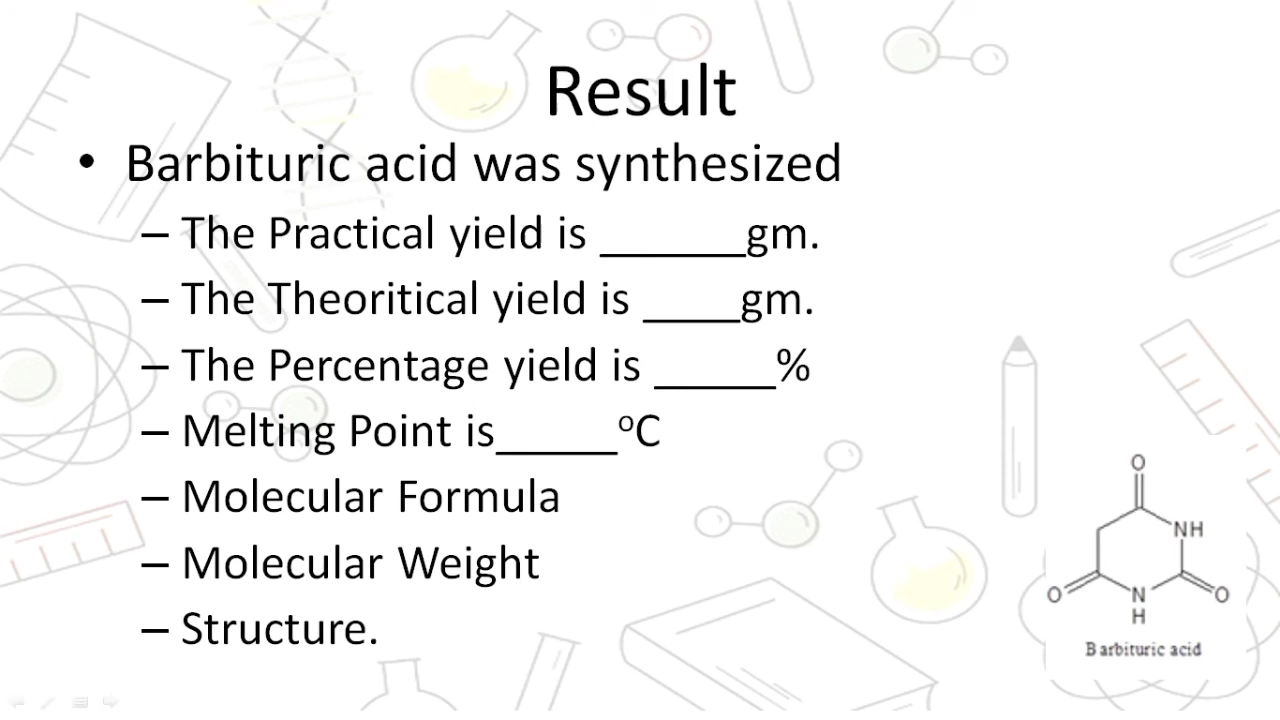 Result
• Barbituric acid was synthesized
– The Practical yield is ______gm.
– The Theoritical yield is ____gm.
– The Percentage yield is _____%
– Melting Point is_____oC
– Molecular Formula
– Molecular Weight
– Structure.
O
NH
O
N
O
H
Barbituric acid